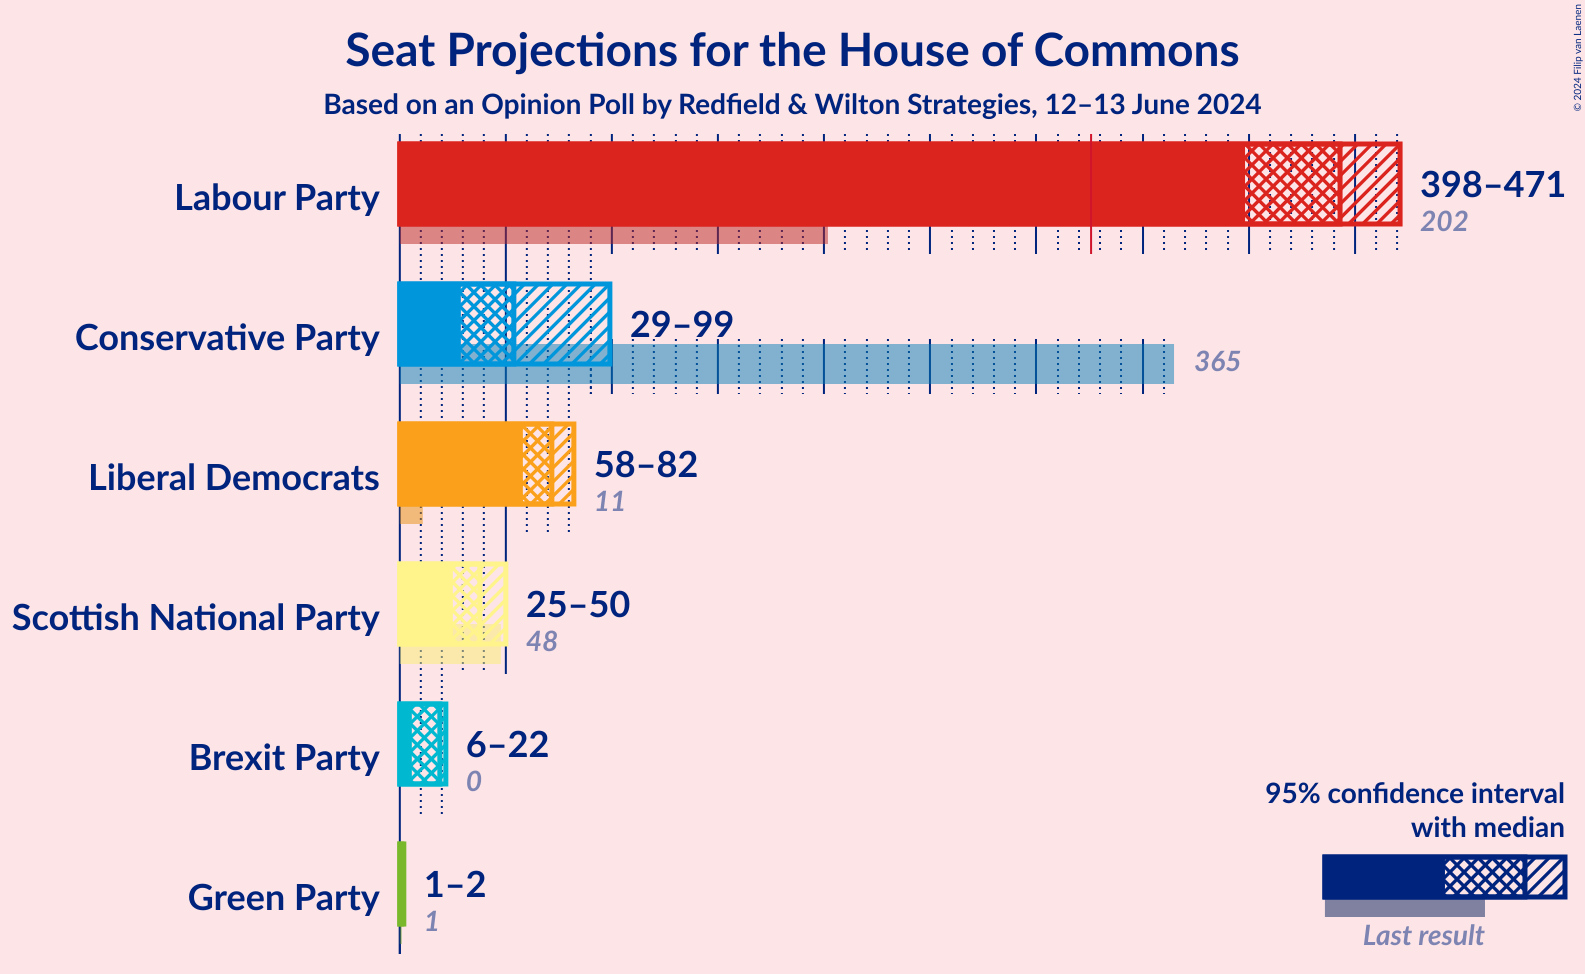 Seat Projections for the House of Commons
Based on an Opinion Poll by Redfield & Wilton Strategies, 12–13 June 2024
© 2024 Filip van Laenen
Labour Party
398–471
202
Conservative Party
29–99
365
Liberal Democrats
58–82
11
Scottish National Party
25–50
48
Brexit Party
6–22
0
Green Party
1–2
1
95% confidence interval
with median
Last result